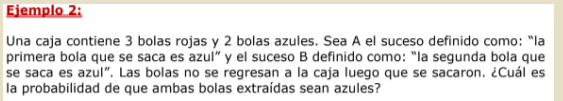 Ejemplo 2:
Una caja contiene 3 bolas rojas y 2 bolas azules. Sea A el suceso definido como: "la
primera bola que se saca es azul" y el suceso B definido como: "la segunda bola que
se saca es azul". Las bolas no se regresan a la caja luego que se sacaron. ¿Cuál es
la probabilidad de que ambas bolas extraídas sean azules?